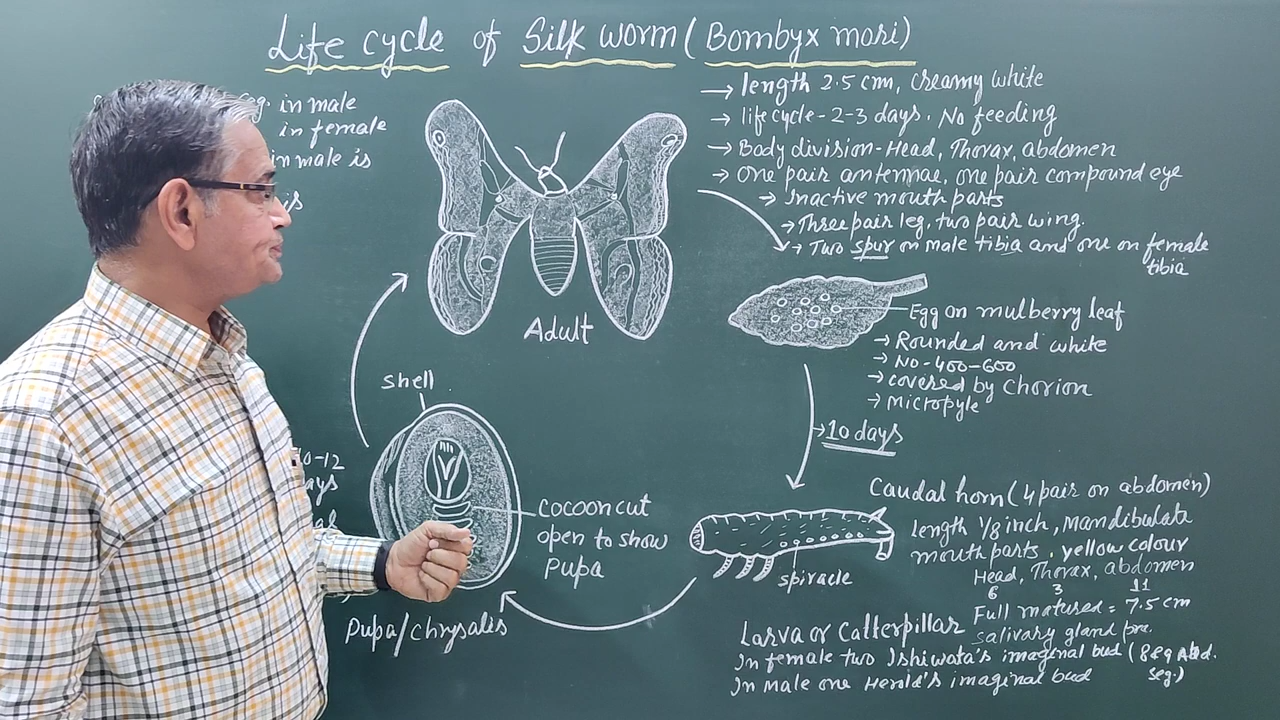 Life cycle of Silk worm (Bombyx mori)
seg. in male
in female
in male is
→ length 2.5 cm, creamy white
→ life cycle - 2-3 days. No feeding
→ Body division - Head, Thorax, abdomen
→ One pair antennae, one pair compound eye
→ Inactive mouth parts
→ Three pair leg, two pair wing.
→ Two spur on male tibia and one on female
tibia
Adult
Egg on mulberry leaf
→ Rounded and white
→ No-400-600
→ covered by Chorion
→ Micropyle
→ 10 days
shell
10-12
days
cocoon cut
open to show
Pupa
Pupa/chrysalis
Caudal horn (4 pair on abdomen)
length 1/8 inch, Mandibulate
mouth parts, yellow colour
Head, Thorax, abdomen
6 3 11
Full matured = 7.5 cm
salivary gland pre.
spiracle
Larva or Catterpillar
In female two Ishiwata's imaginal bud (8 & 9 Abd.
seg.)
In male one Herold's imaginal bud